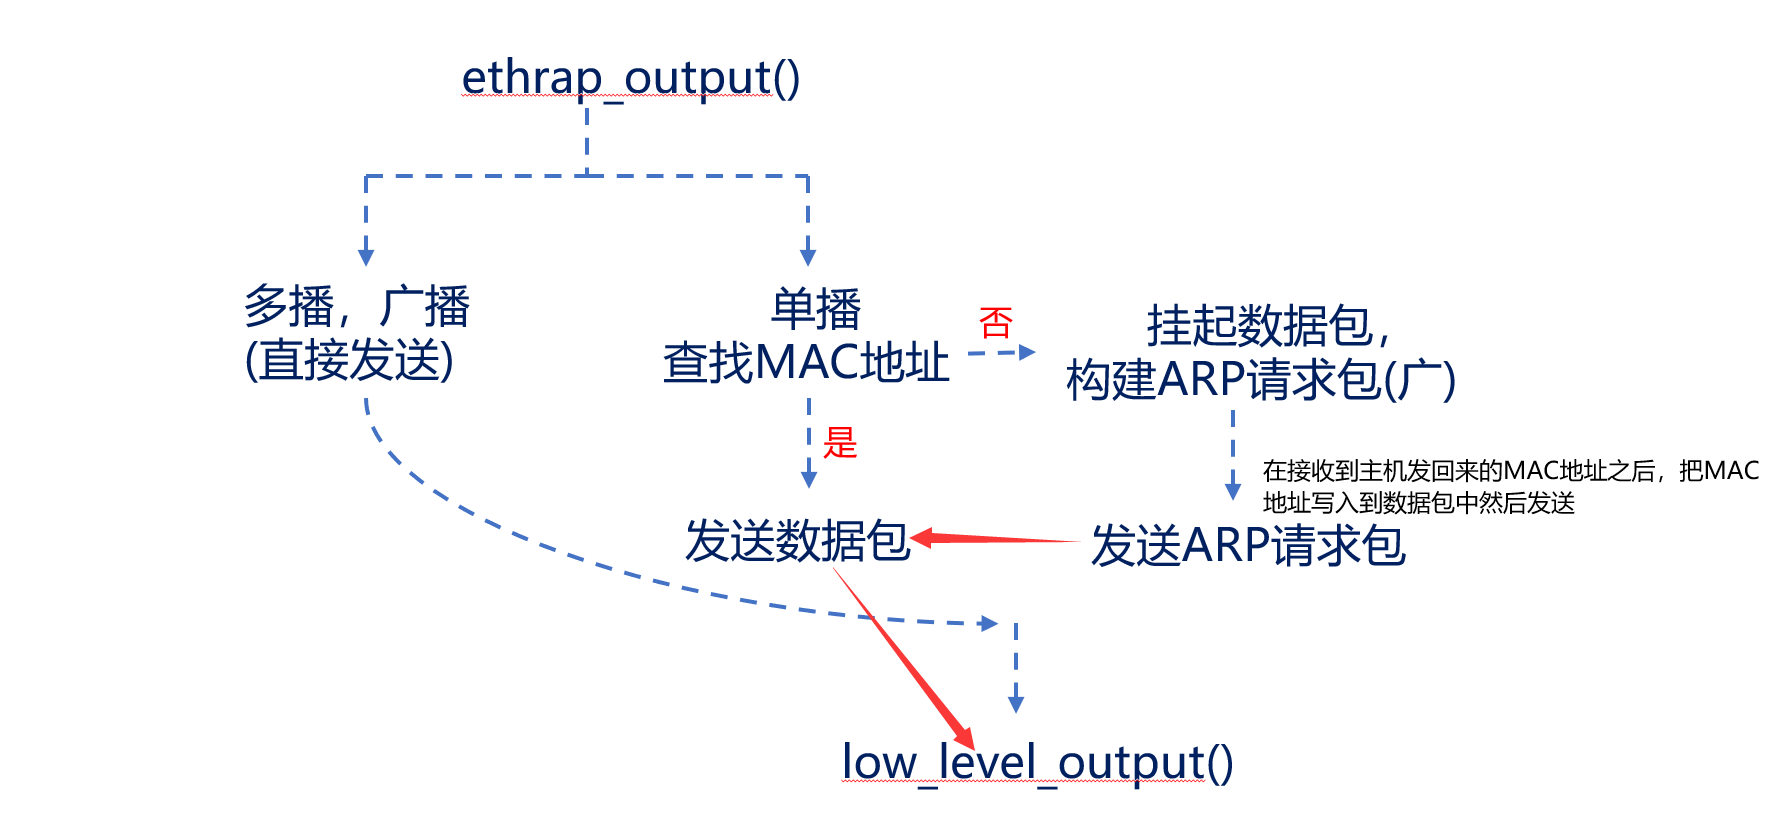 ethrap_output()
多播，广播
(直接发送)
单播
查找MAC地址
否
挂起数据包，
构建ARP请求包(广)
是
在接收到主机发回来的MAC地址之后，把MAC
地址写入到数据包中然后发送
发送数据包
发送ARP请求包
low_level_output()